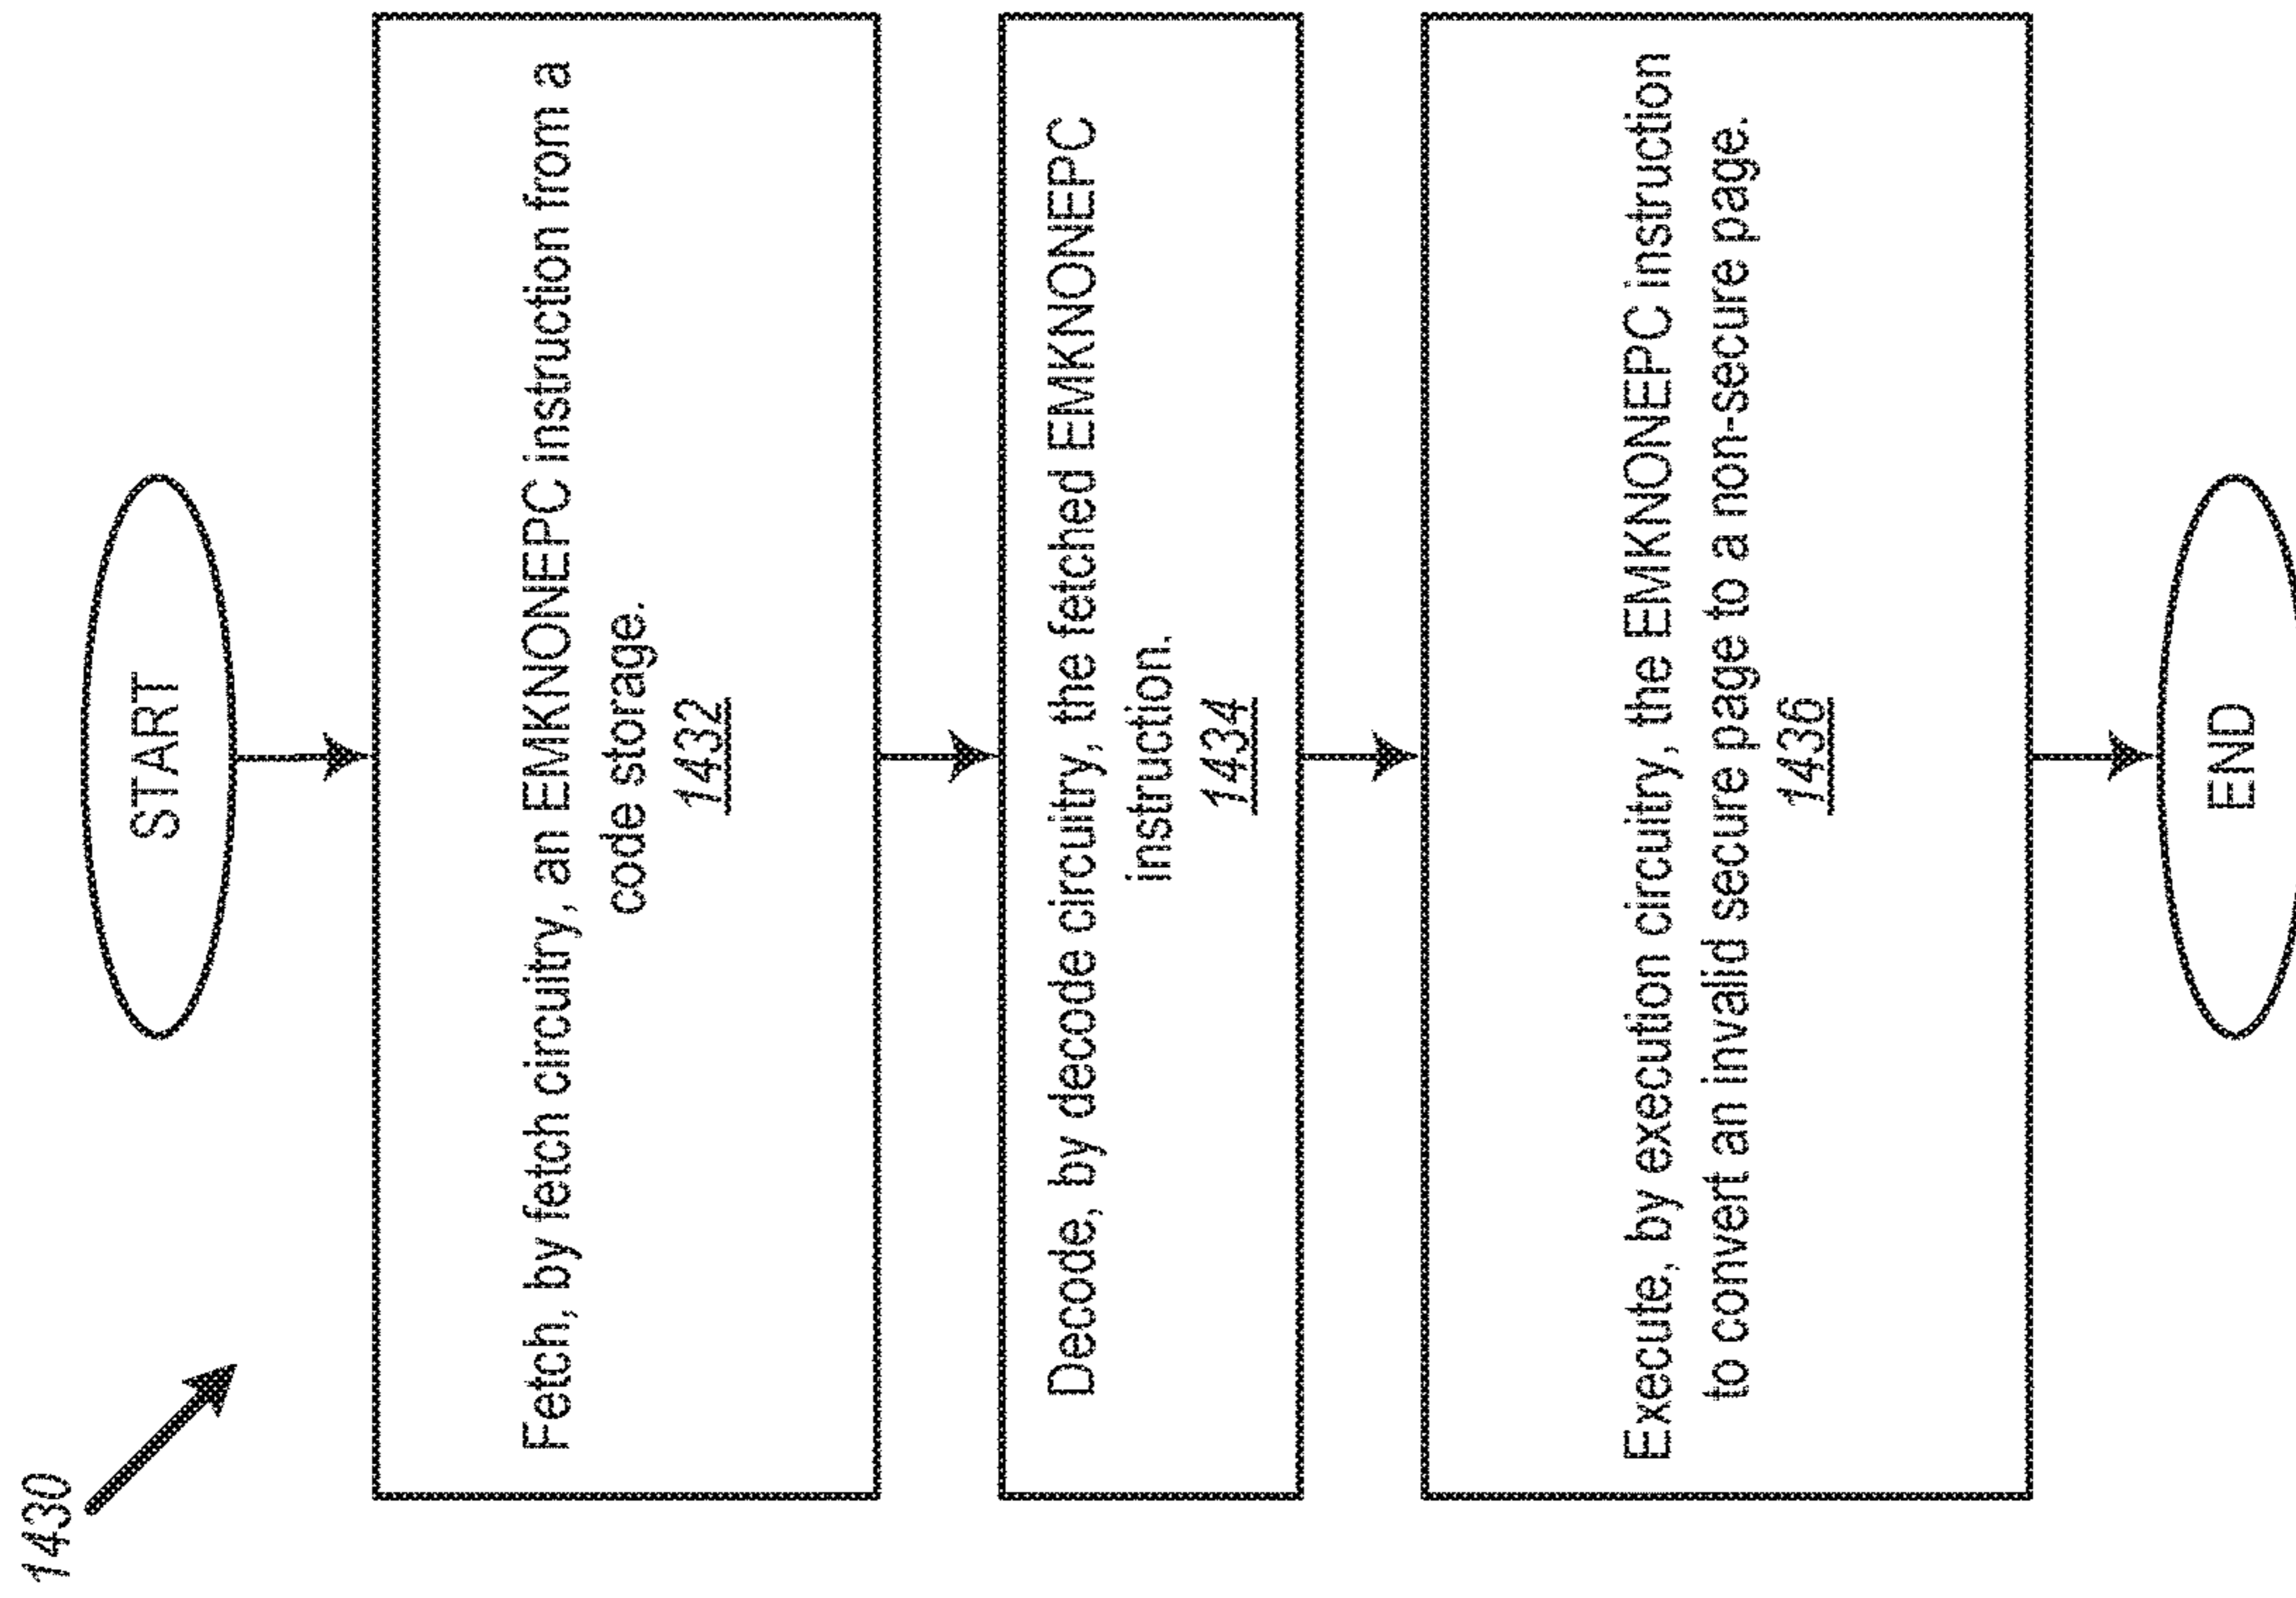 1430
START
Fetch, by fetch circuitry, an EMKNONEPC instruction from a
code storage.
1432
Decode, by decode circuitry, the fetched EMKNONEPC
instruction.
1434
Execute, by execution circuitry, the EMKNONEPC instruction
to convert an invalid secure page to a non-secure page.
1436
END